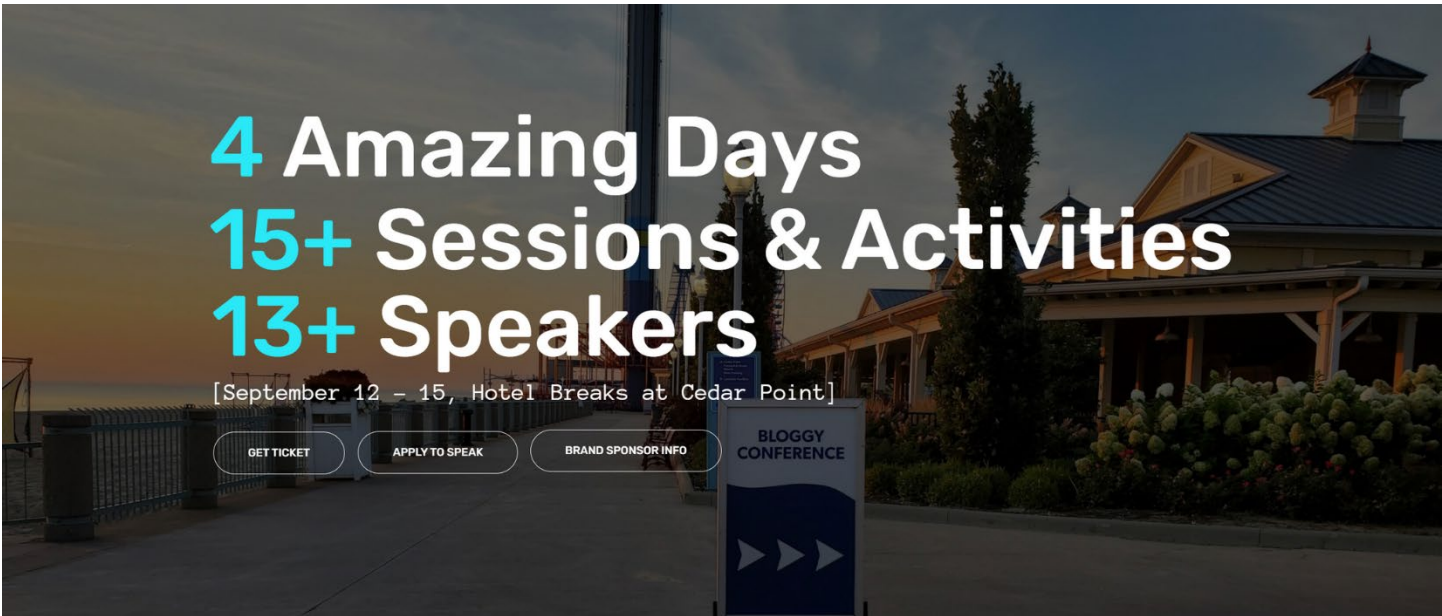 4 Amazing Days
15+ Sessions & Activities
13+ Speakers
[September 12 – 15, Hotel Breaks at Cedar Point]
GET TICKET
APPLY TO SPEAK
BRAND SPONSOR INFO
BLOGGY
CONFERENCE